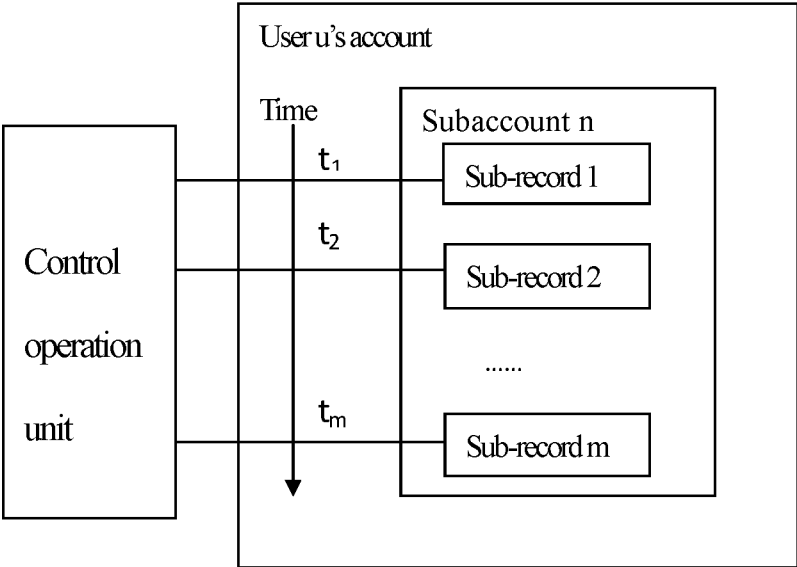 User u's account
Time
Subaccount n
t₁
Sub-record 1
t₂
Sub-record 2
Control
operation
unit
......
tₘ
Sub-record m